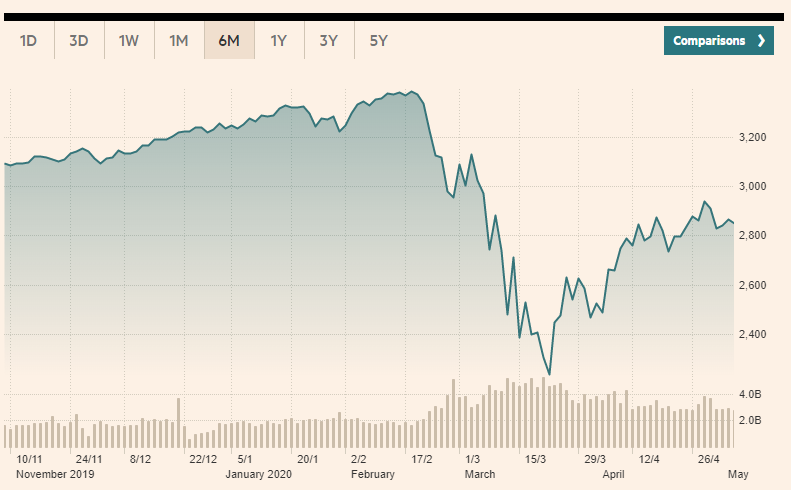 1D 3D 1W 1M 6M 1Y 3Y 5Y Comparisons ❯
3,200
3,000
2,800
2,600
2,400
4.0B
2.0B
10/11 24/11 8/12 22/12 5/1 20/1 2/2 17/2 1/3 15/3 29/3 12/4 26/4
November 2019 January 2020 February March April May